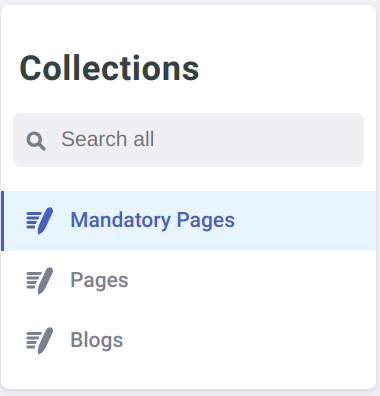 Collections
Search all
Mandatory Pages
Pages
Blogs